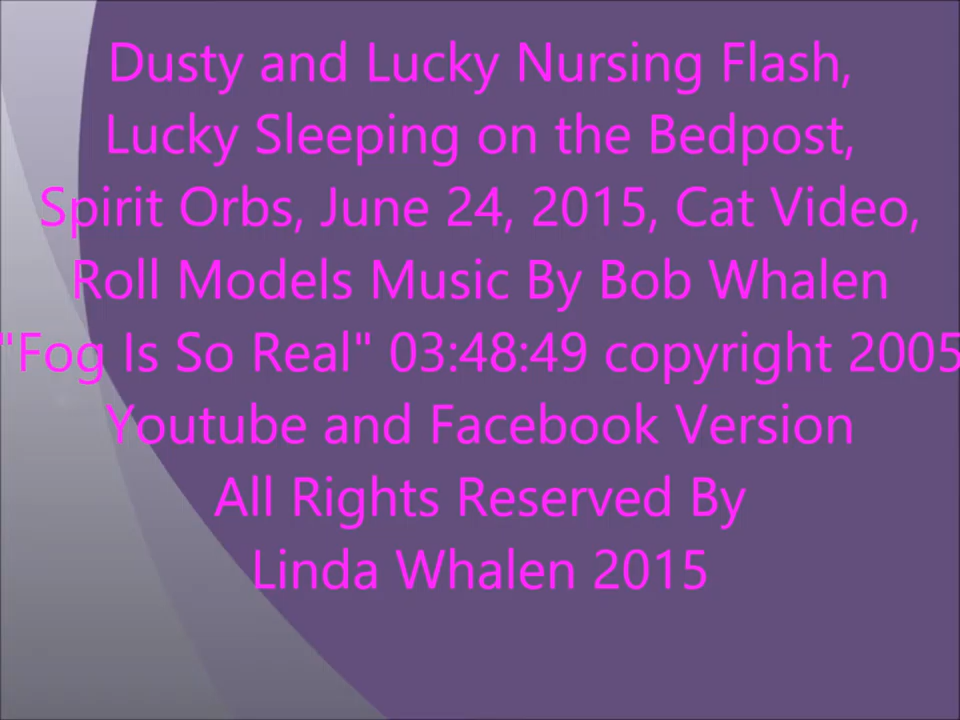 Dusty and Lucky Nursing Flash,
Lucky Sleeping on the Bedpost,
Spirit Orbs, June 24, 2015, Cat Video,
Roll Models Music By Bob Whalen
"Fog Is So Real" 03:48:49 copyright 2005
Youtube and Facebook Version
All Rights Reserved By
Linda Whalen 2015